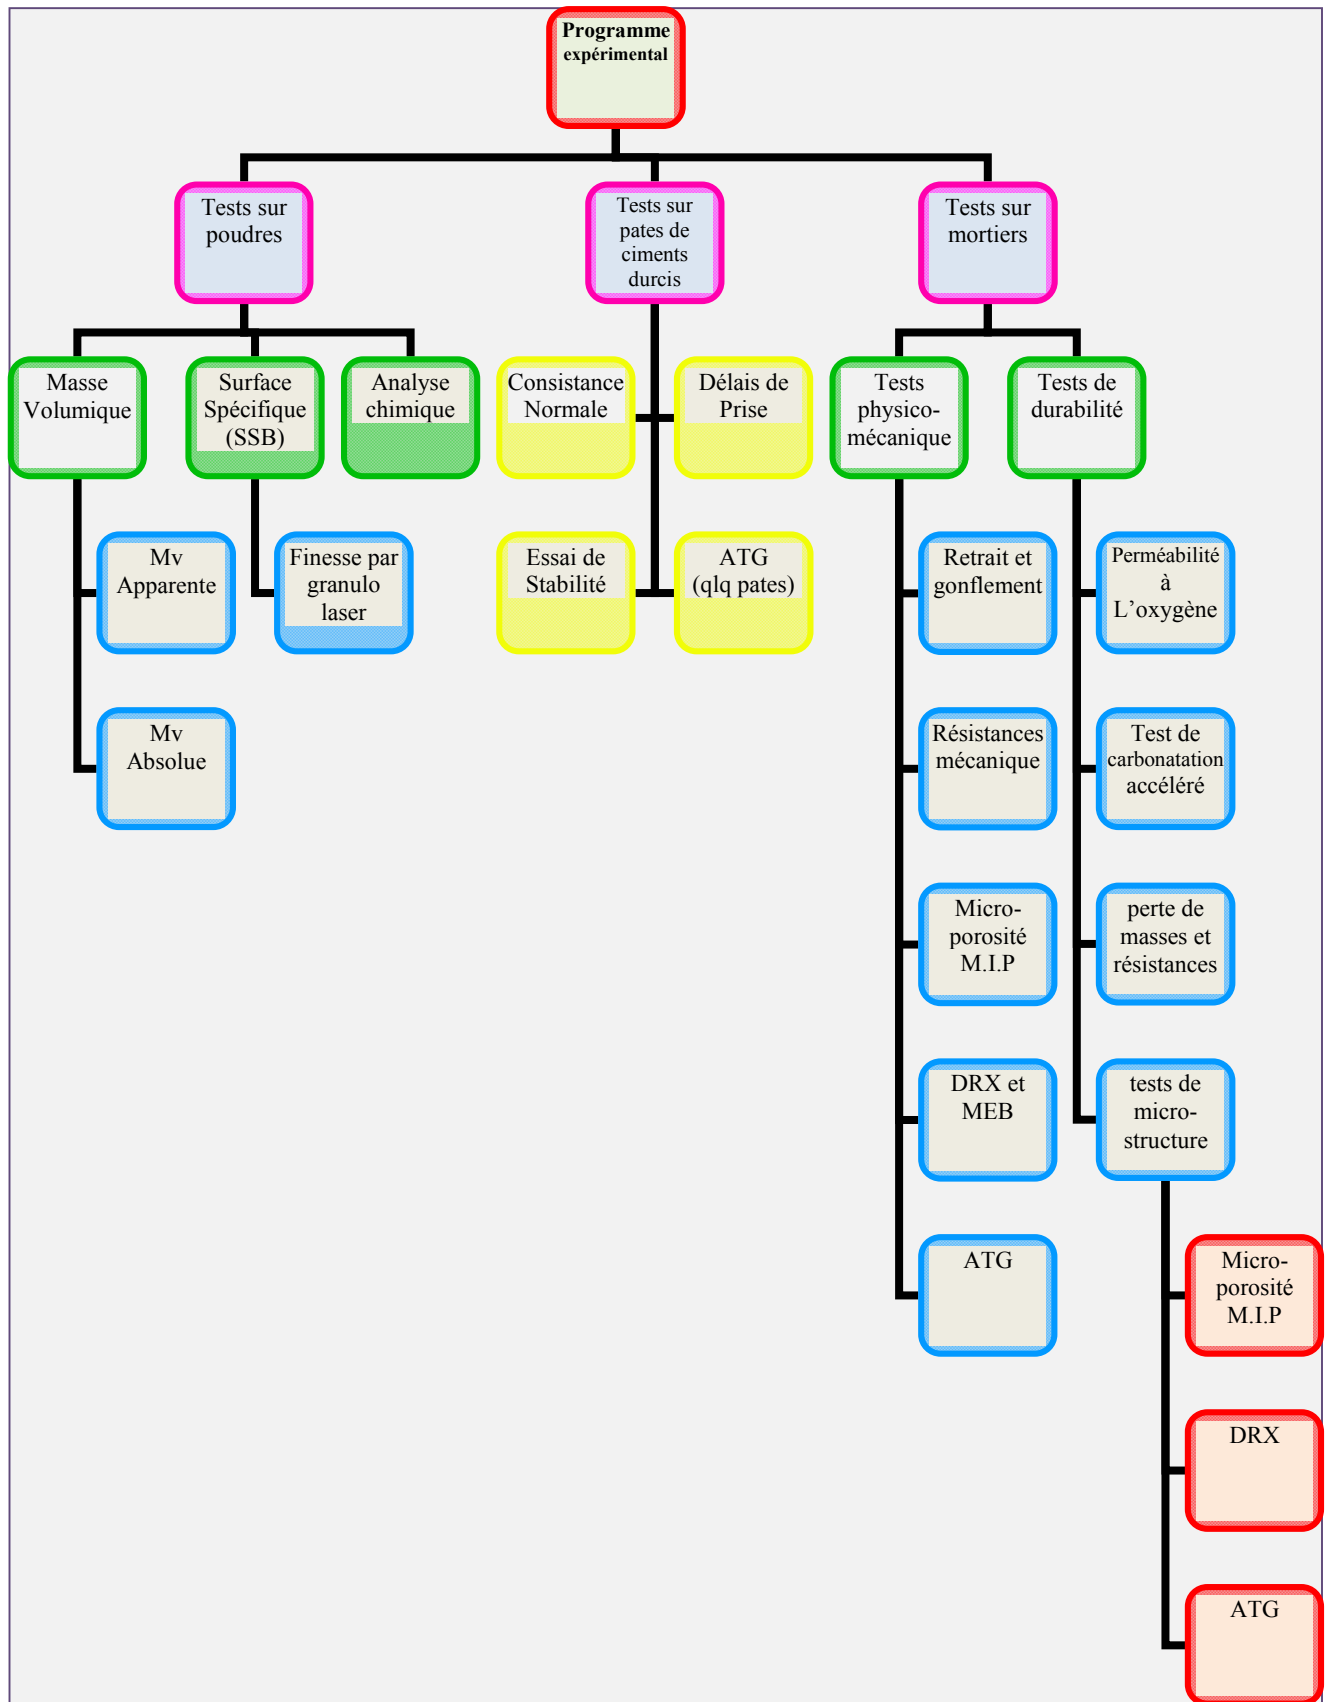 Programme
expérimental
Tests sur
poudres
Tests sur
pates de
ciments
durcis
Tests sur
mortiers
Masse
Volumique
Surface
Spécifique
(SSB)
Analyse
chimique
Consistance
Normale
Délais de
Prise
Tests
physico-
mécanique
Tests de
durabilité
Mv
Apparente
Finesse par
granulo
laser
Essai de
Stabilité
ATG
(qlq pates)
Retrait et
gonflement
Perméabilité
à
L’oxygène
Mv
Absolue
Résistances
mécanique
Test de
carbonatation
accéléré
Micro-
porosité
M.I.P
perte de
masses et
résistances
DRX et
MEB
tests de
micro-
structure
ATG
Micro-
porosité
M.I.P
DRX
ATG